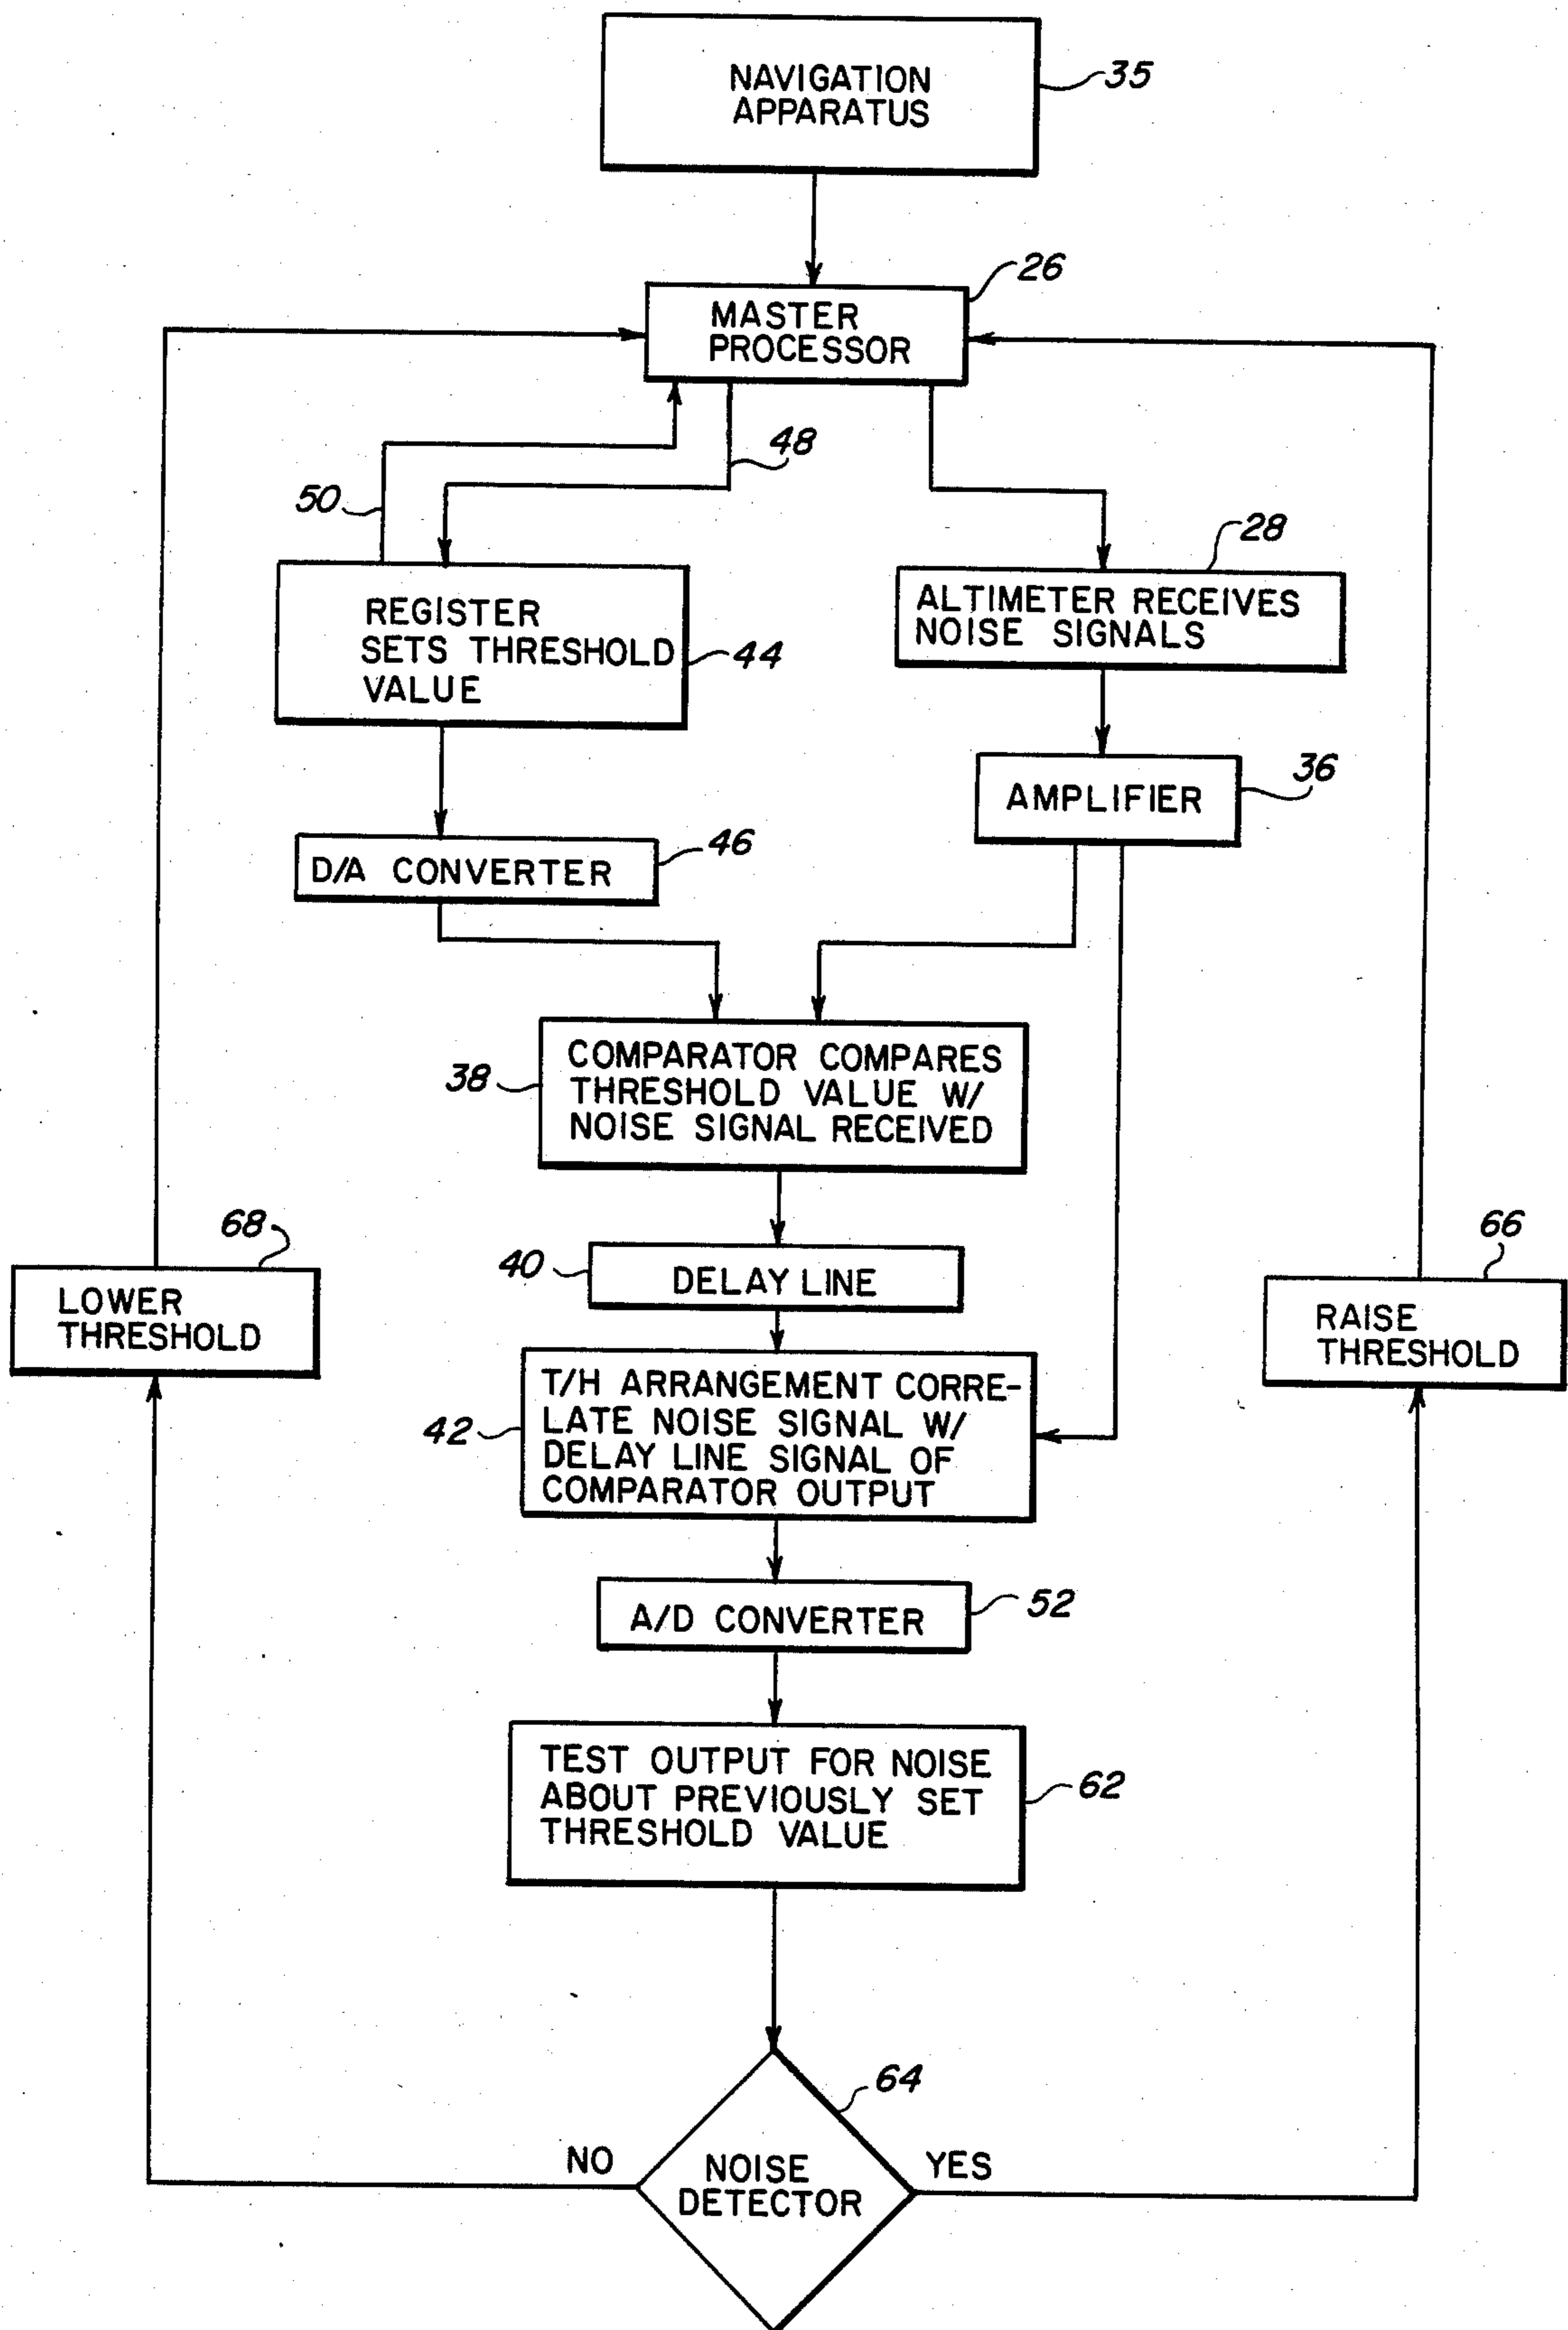 NAVIGATION
APPARATUS
35
26
MASTER
PROCESSOR
48
50
28
REGISTER
SETS THRESHOLD
VALUE
44
ALTIMETER RECEIVES
NOISE SIGNALS
36
AMPLIFIER
46
D/A CONVERTER
38
COMPARATOR COMPARES
THRESHOLD VALUE W/
NOISE SIGNAL RECEIVED
68
66
40
DELAY LINE
LOWER
THRESHOLD
RAISE
THRESHOLD
42
T/H ARRANGEMENT CORRE-
LATE NOISE SIGNAL W/
DELAY LINE SIGNAL OF
COMPARATOR OUTPUT
A/D CONVERTER
52
TEST OUTPUT FOR NOISE
ABOUT PREVIOUSLY SET
THRESHOLD VALUE
62
64
NO
NOISE
DETECTOR
YES